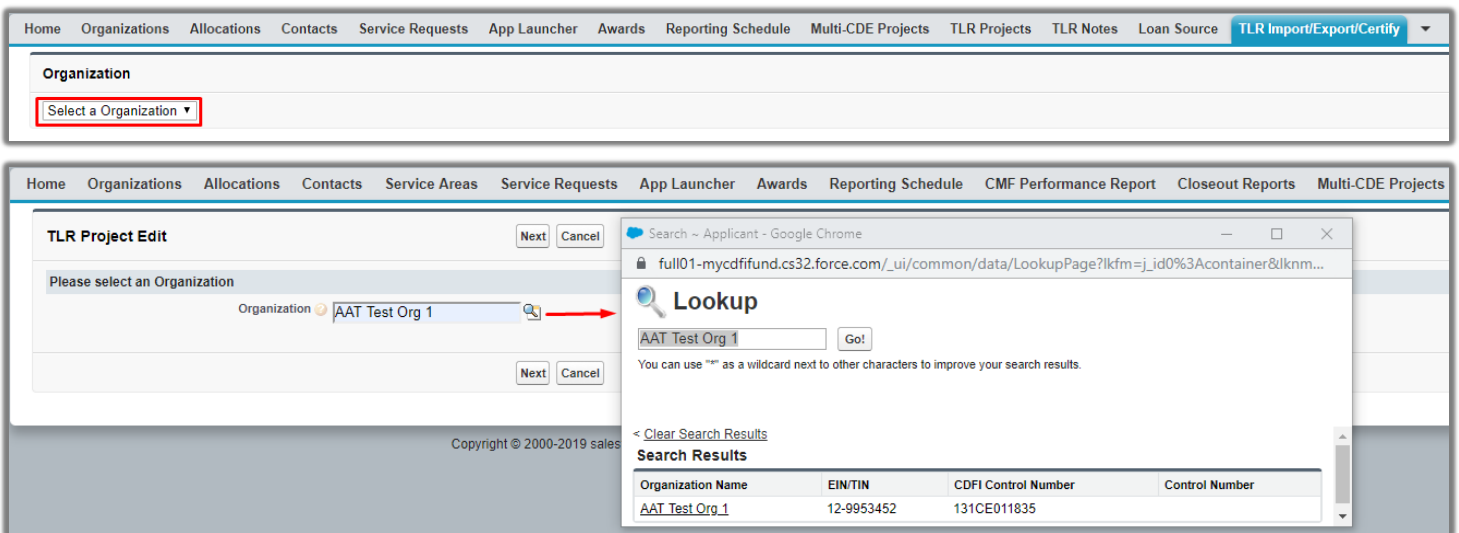 Home Organizations Allocations Contacts Service Requests App Launcher Awards Reporting Schedule Multi-CDE Projects TLR Projects TLR Notes Loan Source TLR Import/Export/Certify
Organization
Select a Organization
Home Organizations Allocations Contacts Service Areas Service Requests App Launcher Awards Reporting Schedule CMF Performance Report Closeout Reports Multi-CDE Projects
TLR Project Edit Next Cancel
Please select an Organization
Organization AAT Test Org 1
Next Cancel
Copyright © 2000-2019 sales
Search ~ Applicant - Google Chrome
full01-mycdfifund.cs32.force.com/_ui/common/data/LookupPage?lkfm=j_id0%3Acontainer&lknm...
Lookup
AAT Test Org 1 Go!
You can use "*" as a wildcard next to other characters to improve your search results.
< Clear Search Results
Search Results
Organization Name EIN/TIN CDFI Control Number Control Number
AAT Test Org 1 12-9953452 131CE011835